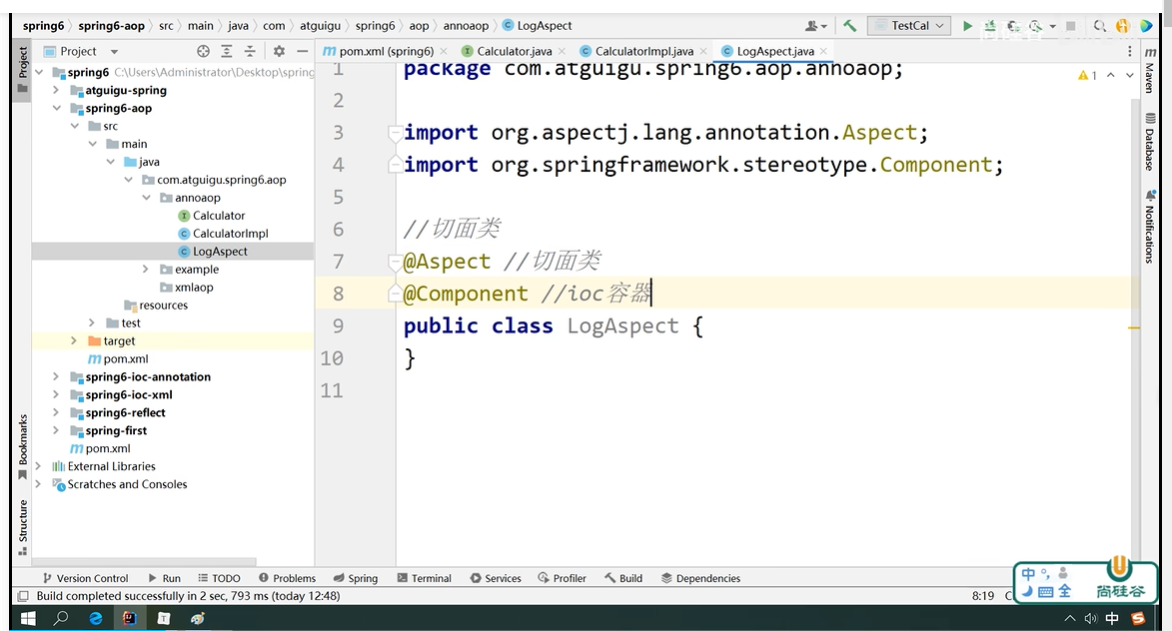 spring6 › spring6-aop › src › main › java › com › atguigu › spring6 › aop › annoaop › LogAspect
TestCal
Project
pom.xml (spring6)
Calculator.java
CalculatorImpl.java
LogAspect.java
Project
spring6 C:\Users\Administrator\Desktop\spring
atguigu-spring
spring6-aop
src
main
java
com.atguigu.spring6.aop
annoaop
Calculator
CalculatorImpl
LogAspect
example
xmlaop
resources
test
target
pom.xml
spring6-ioc-annotation
spring6-ioc-xml
spring6-reflect
spring-first
pom.xml
External Libraries
Scratches and Consoles
Bookmarks
Structure
1 package com.atguigu.spring6.aop.annoaop;
2
3 import org.aspectj.lang.annotation.Aspect;
4 import org.springframework.stereotype.Component;
5
6 //切面类
7 @Aspect //切面类
8 @Component //ioc容器
9 public class LogAspect {
10 }
11
1
Maven
Database
Notifications
Version Control
Run
TODO
Problems
Spring
Terminal
Services
Profiler
Build
Dependencies
Build completed successfully in 2 sec, 793 ms (today 12:48)
8:19
中
全
尚硅谷
中